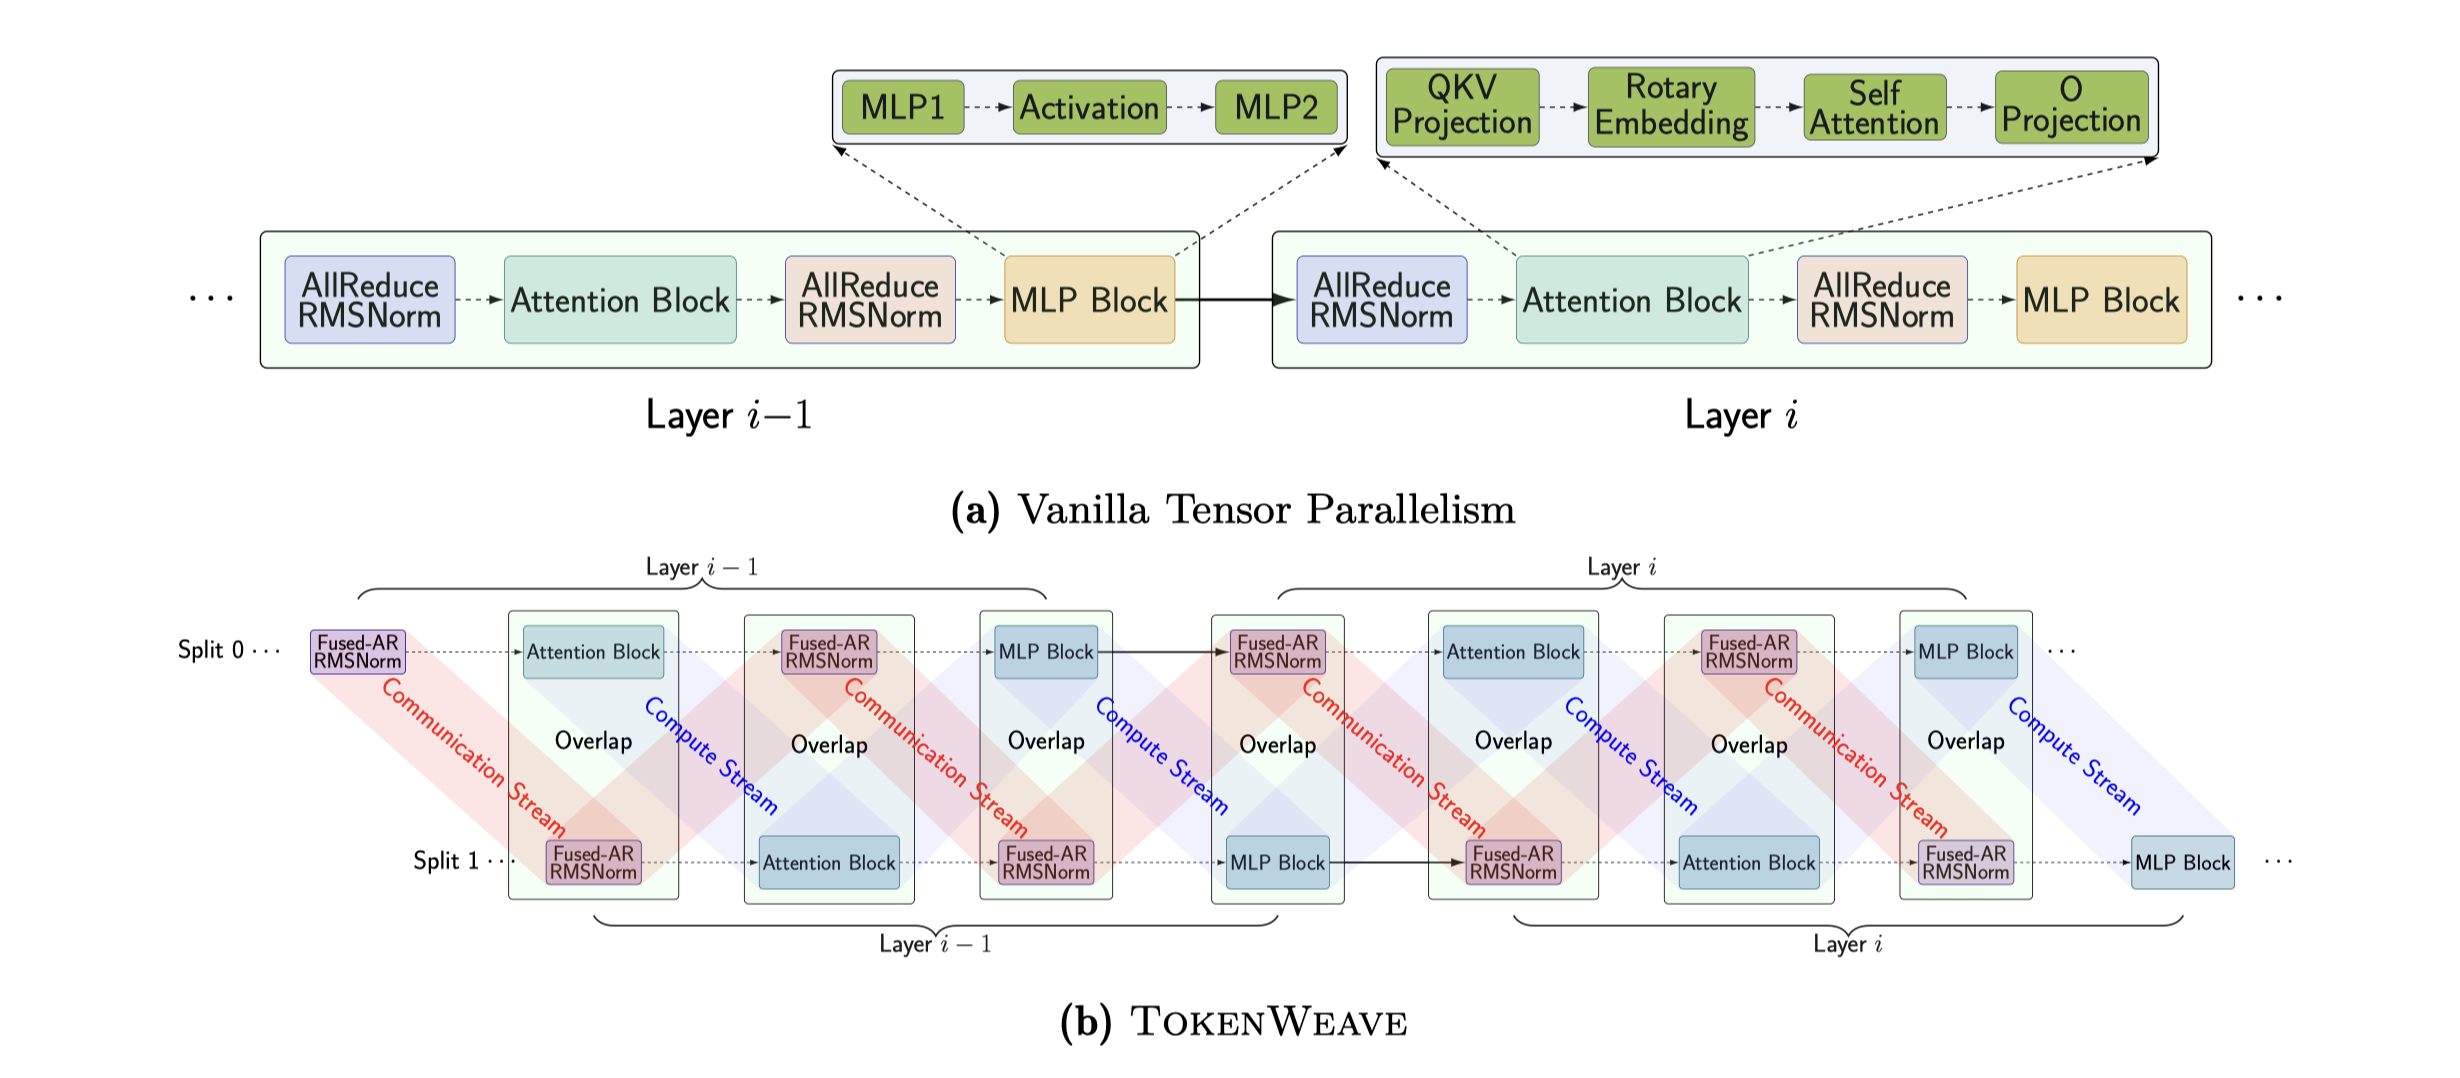 MLP1
Activation
MLP2
QKV
Projection
Rotary
Embedding
Self
Attention
O
Projection
...
AllReduce
RMSNorm
Attention Block
AllReduce
RMSNorm
MLP Block
AllReduce
RMSNorm
Attention Block
AllReduce
RMSNorm
MLP Block
...
Layer i−1
Layer i
(a) Vanilla Tensor Parallelism
Layer i − 1
Layer i
Split 0 ...
Fused-AR
RMSNorm
Attention Block
Fused-AR
RMSNorm
MLP Block
Fused-AR
RMSNorm
Attention Block
Fused-AR
RMSNorm
MLP Block
...
Communication Stream
Overlap
Compute Stream
Overlap
Communication Stream
Overlap
Compute Stream
Overlap
Communication Stream
Overlap
Compute Stream
Overlap
Communication Stream
Overlap
Compute Stream
Split 1 ...
Fused-AR
RMSNorm
Attention Block
Fused-AR
RMSNorm
MLP Block
Fused-AR
RMSNorm
Attention Block
Fused-AR
RMSNorm
MLP Block
...
Layer i − 1
Layer i
(b) TOKENWEAVE